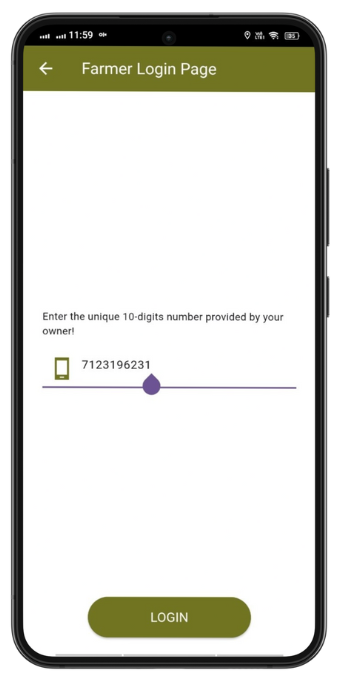 11:59
Farmer Login Page
Enter the unique 10-digits number provided by your
owner!
7123196231
LOGIN